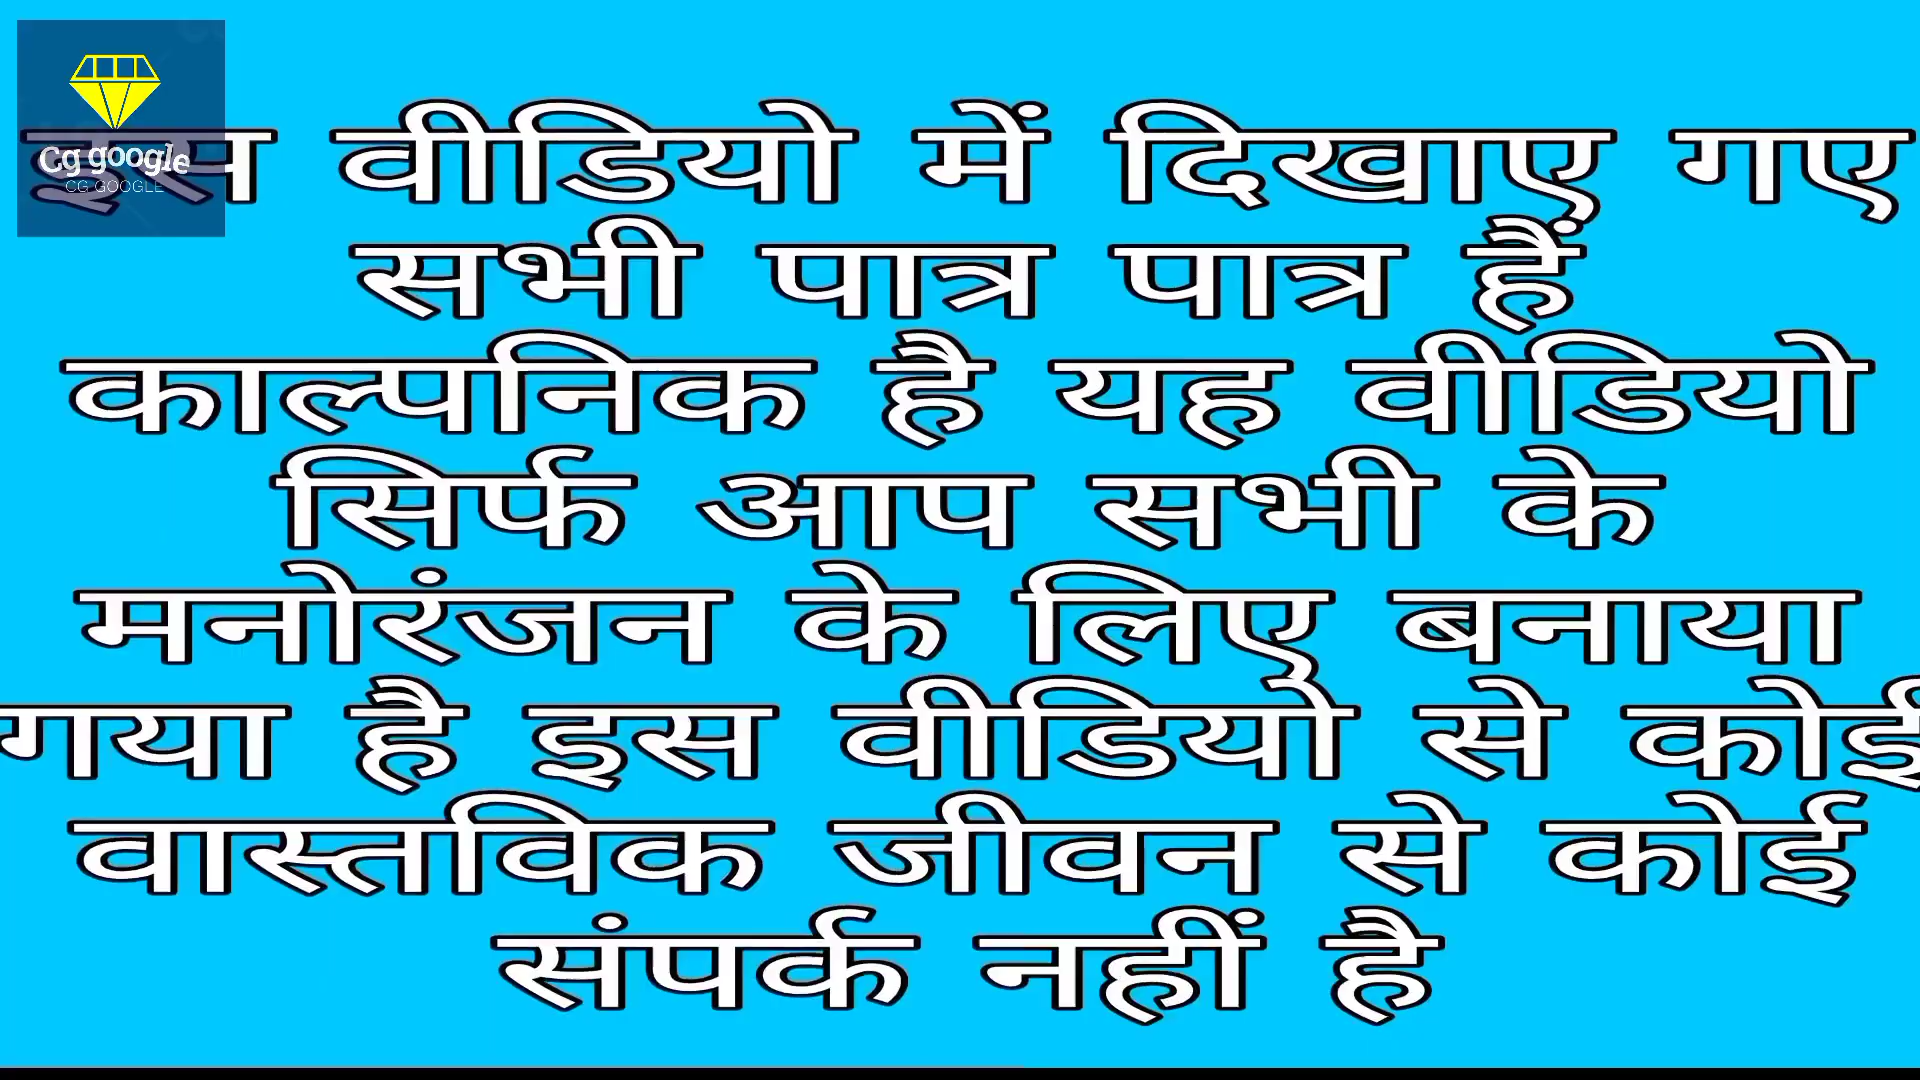 Cg google
CG GOOGLE
इस वीडियो में दिखाए गए
सभी पात्र पात्र हैं
काल्पनिक है यह वीडियो
सिर्फ आप सभी के
मनोरंजन के लिए बनाया
गया है इस वीडियो से कोई
वास्तविक जीवन से कोई
संपर्क नहीं है